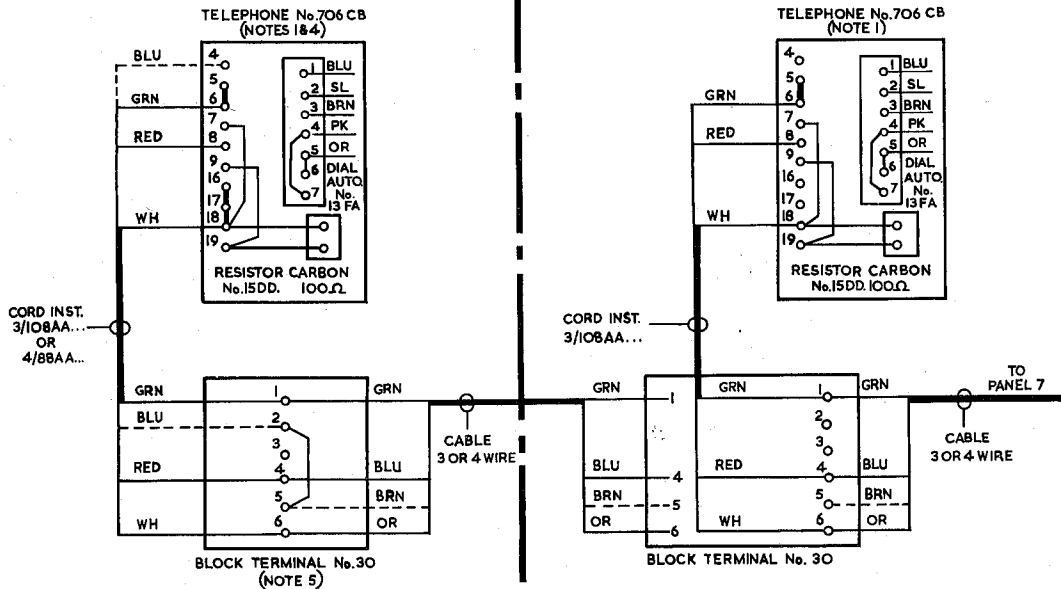 TELEPHONE No.706 CB
(NOTES 1&4)
BLU
GRN
RED
WH
4
5
6
7
8
9
16
17
18
19
1 BLU
2 SL
3 BRN
4 PK
5 OR
6 DIAL
AUTO.
7 No.
13 FA
RESISTOR CARBON
No.15DD. 100Ω
CORD INST.
3/108AA...
OR
4/88AA...
GRN
BLU
RED
WH
1
2
3
4
5
6
GRN
BLU
BRN
OR
BLOCK TERMINAL No.30
(NOTE 5)
CABLE
3 OR 4 WIRE
TELEPHONE No.706 CB
(NOTE 1)
GRN
RED
WH
4
5
6
7
8
9
16
17
18
19
1 BLU
2 SL
3 BRN
4 PK
5 OR
6 DIAL
AUTO.
7 No.
13 FA
RESISTOR CARBON
No.15DD. 100Ω
CORD INST.
3/108AA...
GRN
BLU
BRN
OR
1
4
5
6
GRN
RED
WH
1
2
3
4
5
6
GRN
BLU
BRN
OR
BLOCK TERMINAL No. 30
TO
PANEL 7
CABLE
3 OR 4 WIRE